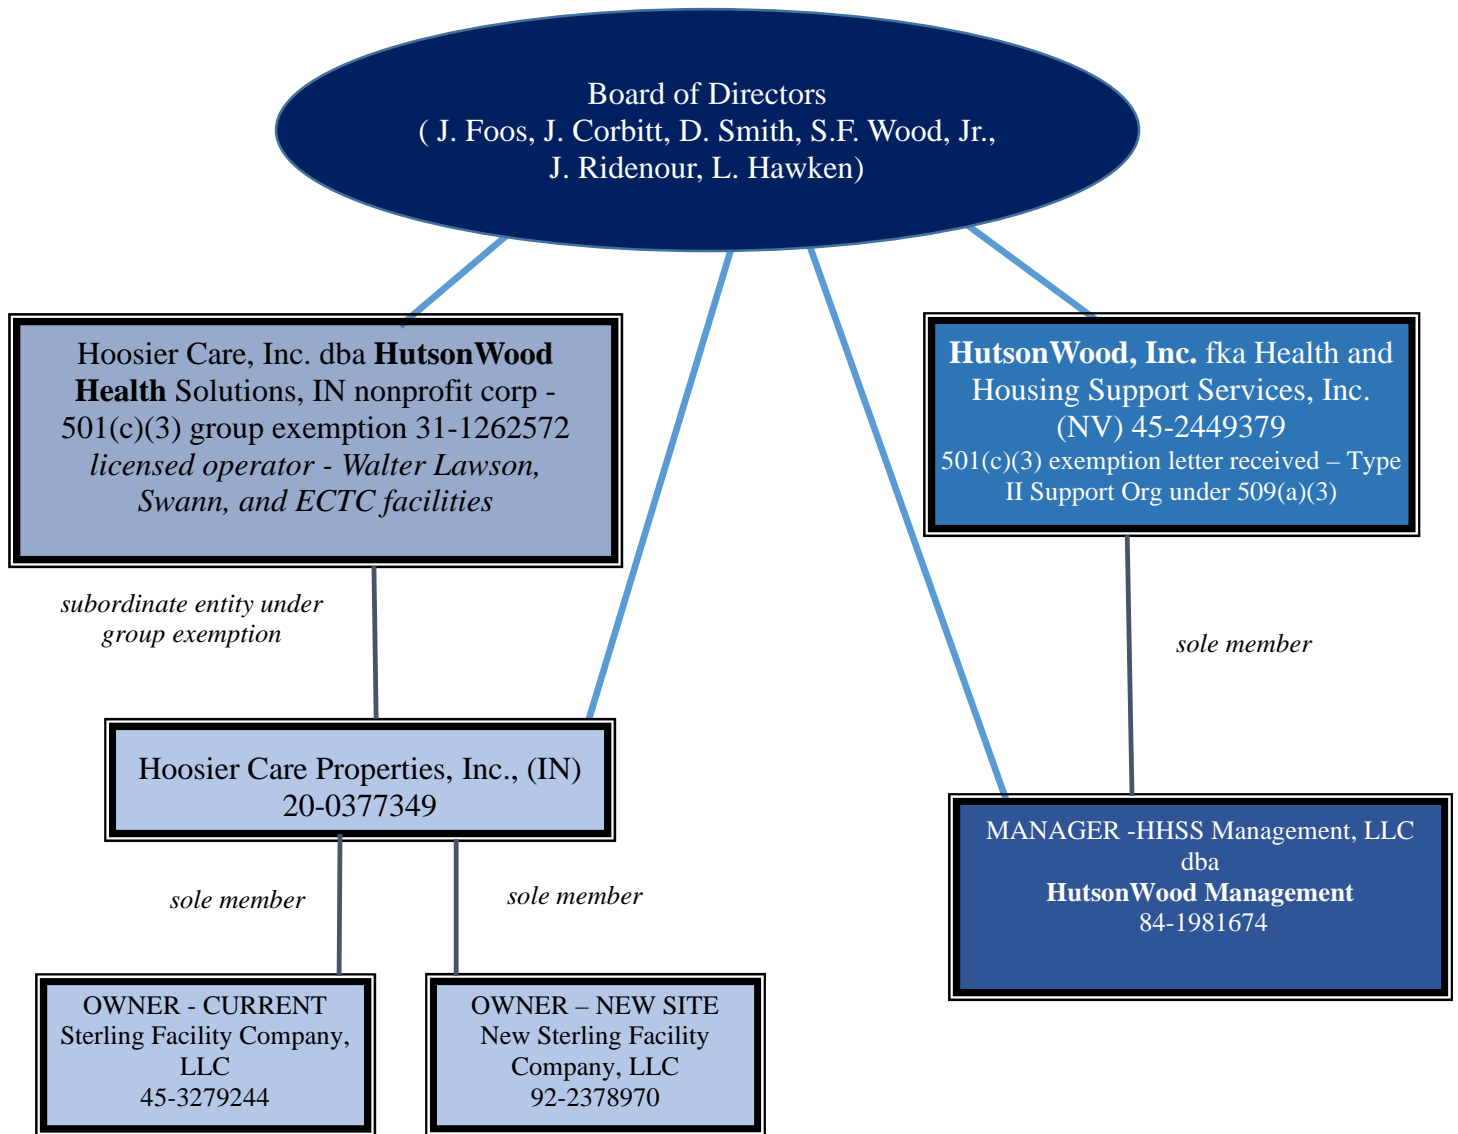 Board of Directors
( J. Foos, J. Corbitt, D. Smith, S.F. Wood, Jr.,
J. Ridenour, L. Hawken)
Hoosier Care, Inc. dba HutsonWood
Health Solutions, IN nonprofit corp -
501(c)(3) group exemption 31-1262572
licensed operator - Walter Lawson,
Swann, and ECTC facilities
HutsonWood, Inc. fka Health and
Housing Support Services, Inc.
(NV) 45-2449379
501(c)(3) exemption letter received – Type
II Support Org under 509(a)(3)
subordinate entity under
group exemption
sole member
Hoosier Care Properties, Inc., (IN)
20-0377349
MANAGER -HHSS Management, LLC
dba
HutsonWood Management
84-1981674
sole member
sole member
OWNER - CURRENT
Sterling Facility Company,
LLC
45-3279244
OWNER – NEW SITE
New Sterling Facility
Company, LLC
92-2378970